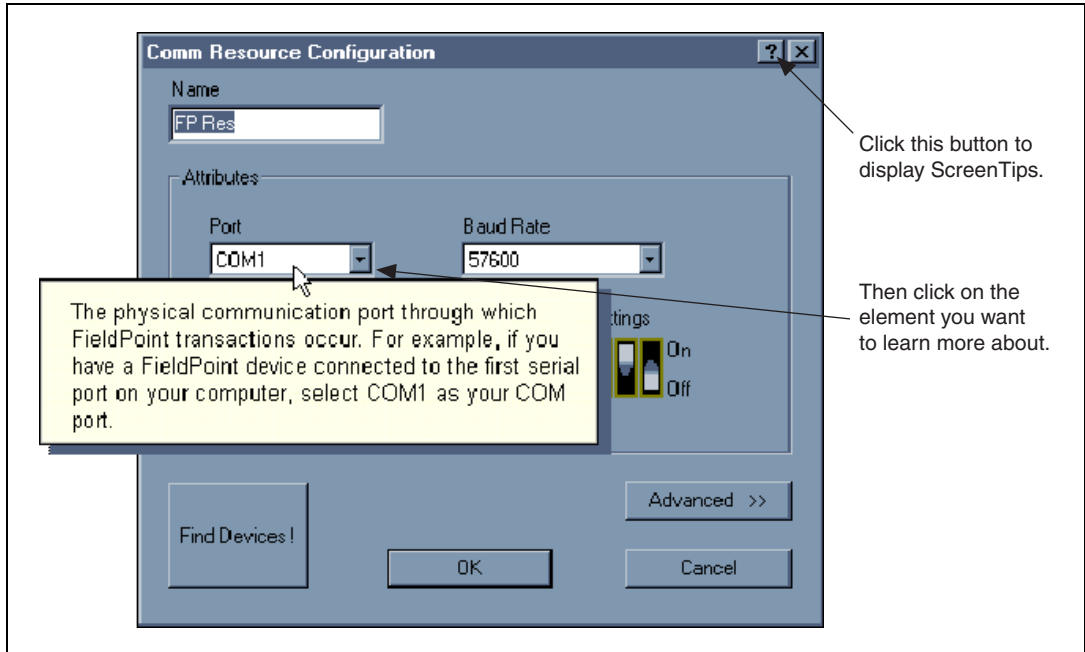 Comm Resource Configuration
?
Name
FP Res
Click this button to
display ScreenTips.
Attributes
Port
Baud Rate
COM1
57600
The physical communication port through which
FieldPoint transactions occur. For example, if you
have a FieldPoint device connected to the first serial
port on your computer, select COM1 as your COM
port.
Then click on the
element you want
to learn more about.
ttings
On
Off
Advanced >>
Find Devices!
OK
Cancel